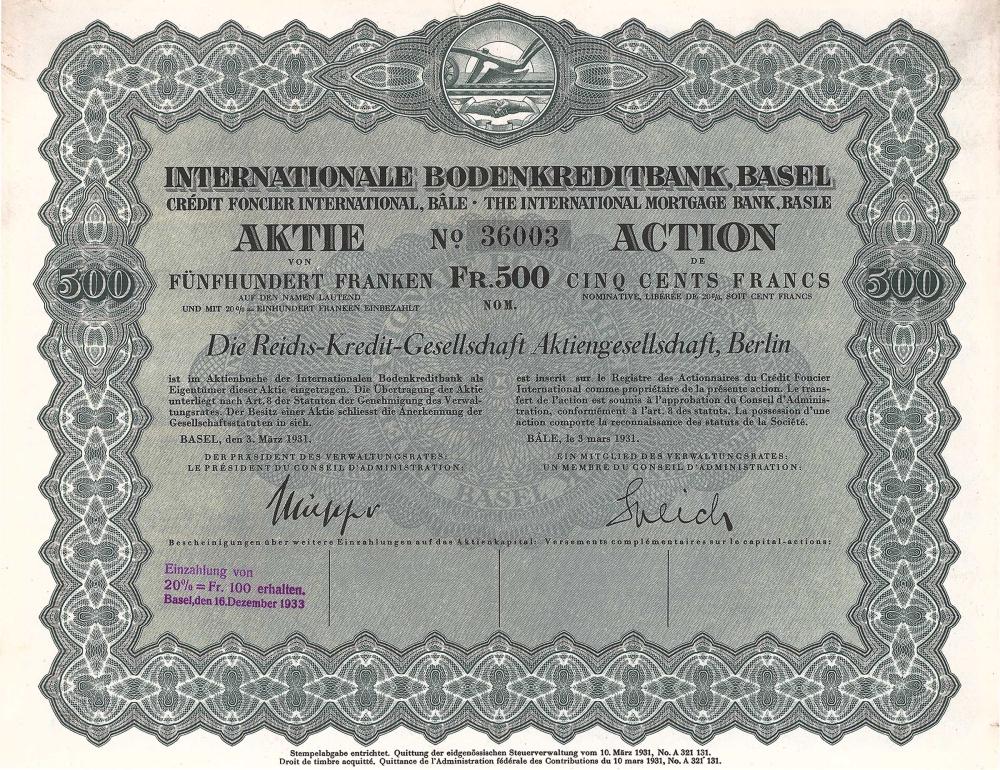 INTERNATIONALE BODENKREDITBANK, BASEL
CRÉDIT FONCIER INTERNATIONAL, BÂLE · THE INTERNATIONAL MORTGAGE BANK, BASLE
AKTIE No 36003 ACTION
VON DE
FÜNFHUNDERT FRANKEN FR. 500 CINQ CENTS FRANCS
AUF DEN NAMEN LAUTEND
UND MIT 20% = EINHUNDERT FRANKEN EINBEZAHLT
NOM.
NOMINATIVE, LIBÉRÉE DE 20%, SOIT CENT FRANCS
500
500
Die Reichs-Kredit-Gesellschaft Aktiengesellschaft, Berlin
ist im Aktienbuche der Internationalen Bodenkreditbank als
Eigentümer dieser Aktie eingetragen. Die Übertragung der Aktie
unterliegt nach Art. 8 der Statuten der Genehmigung des Verwal-
tungsrates. Der Besitz einer Aktie schliesst die Anerkennung der
Gesellschaftsstatuten in sich.
BASEL, den 3. März 1931.
DER PRÄSIDENT DES VERWALTUNGSRATES:
LE PRÉSIDENT DU CONSEIL D'ADMINISTRATION:
est inscrit sur le Registre des Actionnaires du Crédit Foncier
International comme propriétaire de la présente action. Le trans-
fert de l'action est soumis à l'approbation du Conseil d'Adminis-
tration, conformément à l'art. 8 des statuts. La possession d'une
action comporte la reconnaissance des statuts de la Société.
BÂLE, le 3 mars 1931.
EIN MITGLIED DES VERWALTUNGSRATES:
UN MEMBRE DU CONSEIL D'ADMINISTRATION:
Bescheinigungen über weitere Einzahlungen auf das Aktienkapital: Versements complémentaires sur le capital-actions:
Einzahlung von
20% = Fr. 100 erhalten.
Basel, den 16. Dezember 1933
Stempelabgabe entrichtet. Quittung der eidgenössischen Steuerverwaltung vom 10. März 1931, No. A 321 131.
Droit de timbre acquitté. Quittance de l'Administration fédérale des Contributions du 10 mars 1931, No. A 321 131.